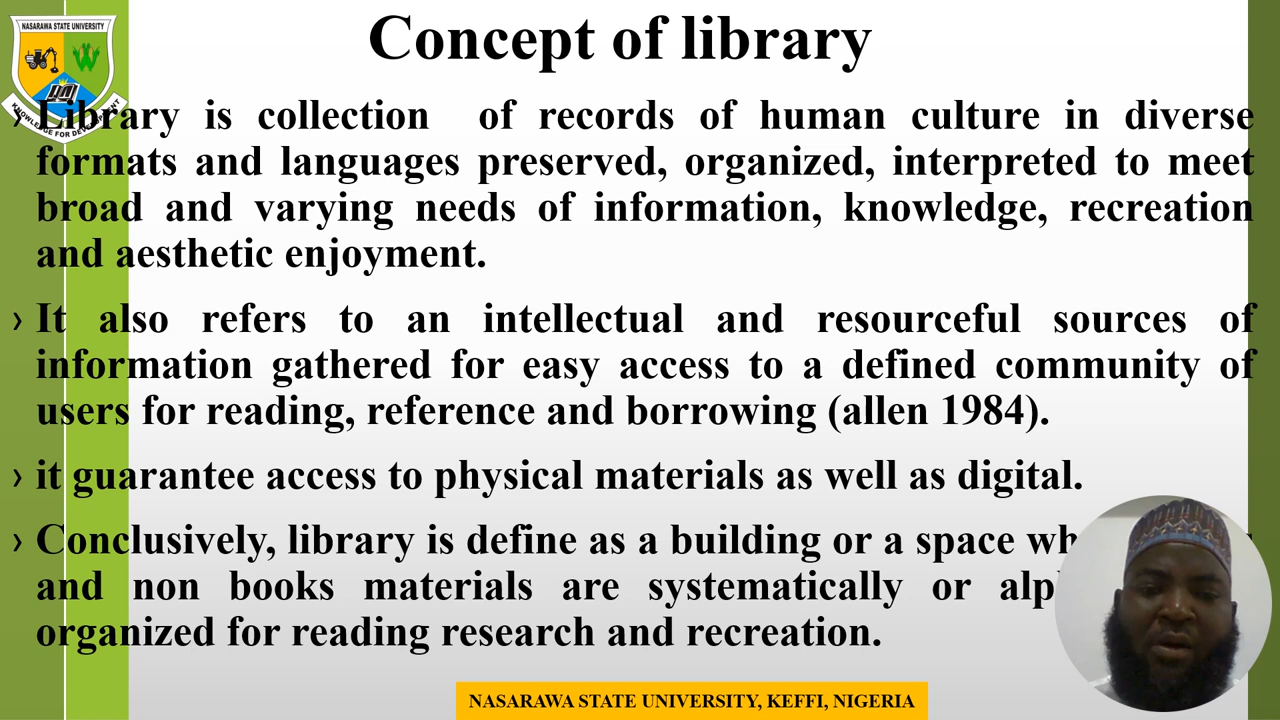 NASARAWA STATE UNIVERSITY
KNOWLEDGE FOR DEVELOPMENT
Concept of library
› Library is collection of records of human culture in diverse
formats and languages preserved, organized, interpreted to meet
broad and varying needs of information, knowledge, recreation
and aesthetic enjoyment.
› It also refers to an intellectual and resourceful sources of
information gathered for easy access to a defined community of
users for reading, reference and borrowing (allen 1984).
› it guarantee access to physical materials as well as digital.
› Conclusively, library is define as a building or a space
and non books materials are systematically or
organized for reading research and recreation.
NASARAWA STATE UNIVERSITY, KEFFI, NIGERIA